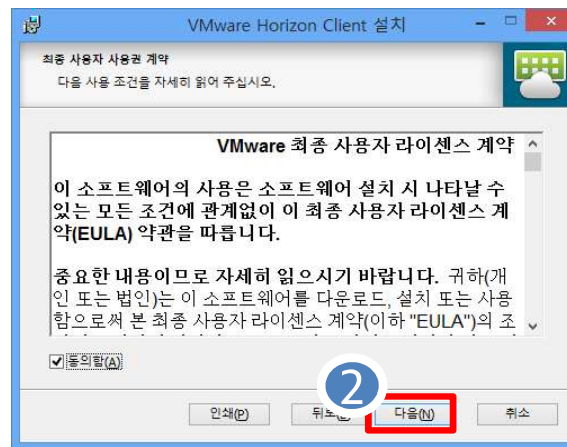 VMware Horizon Client 설치
최종 사용자 사용권 계약
다음 사용 조건을 자세히 읽어 주십시오.
VMware 최종 사용자 라이센스 계약
이 소프트웨어의 사용은 소프트웨어 설치 시 나타날 수
있는 모든 조건에 관계없이 이 최종 사용자 라이센스 계
약(EULA) 약관을 따릅니다.
중요한 내용이므로 자세히 읽으시기 바랍니다. 귀하(개
인 또는 법인)는 이 소프트웨어를 다운로드, 설치 또는 사용
함으로써 본 최종 사용자 라이센스 계약(이하 "EULA")의 조
동의함(A)
2
인쇄(P) 다음(N) 취소